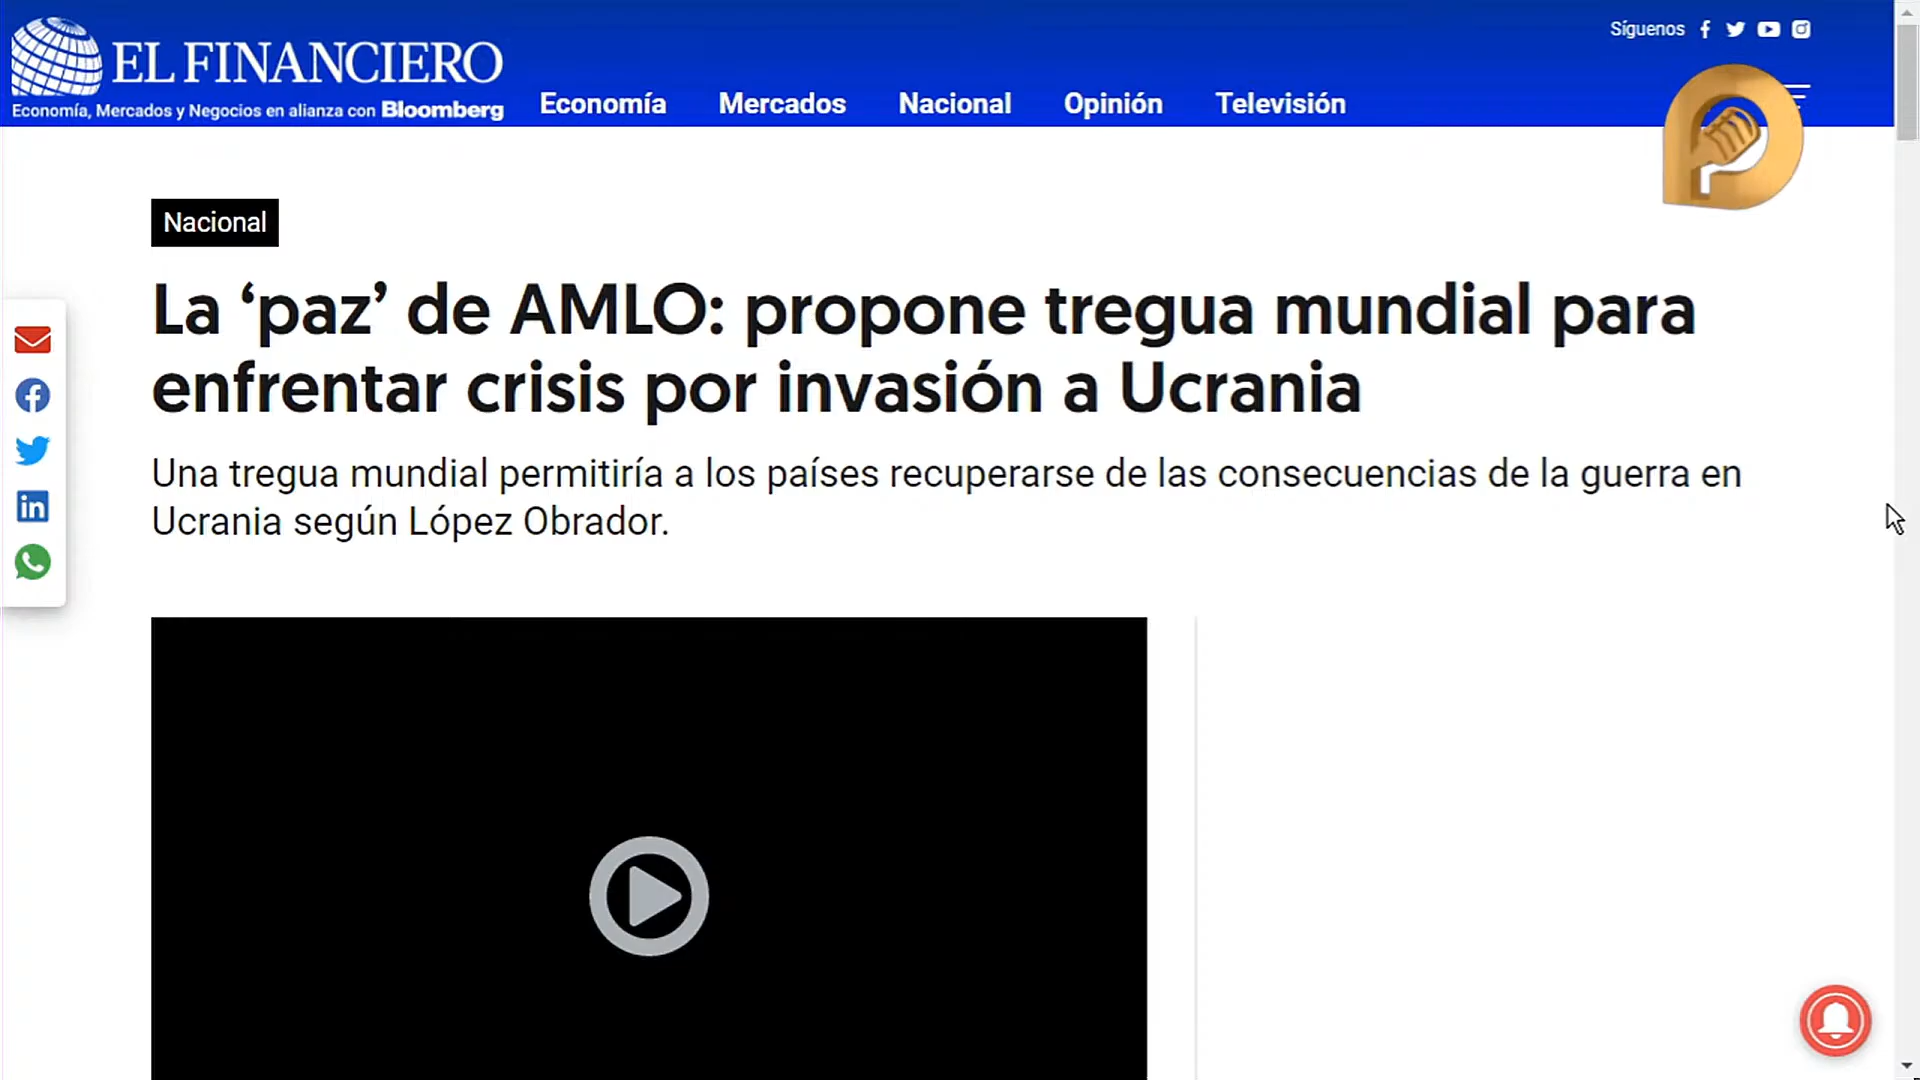 Síguenos
EL FINANCIERO
Economía, Mercados y Negocios en alianza con Bloomberg
Economía Mercados Nacional Opinión Televisión
Nacional
La ‘paz’ de AMLO: propone tregua mundial para
enfrentar crisis por invasión a Ucrania
Una tregua mundial permitiría a los países recuperarse de las consecuencias de la guerra en
Ucrania según López Obrador.